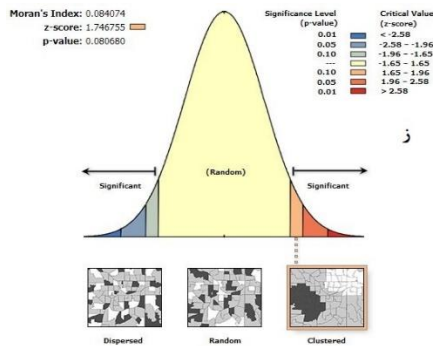 Moran's Index: 0.084074
z-score: 1.746755
p-value: 0.080680
Significance Level
(p-value)
Critical Value
(z-score)
0.01 < -2.58
0.05 -2.58 – -1.96
0.10 -1.96 – -1.65
--- -1.65 – 1.65
0.10 1.65 – 1.96
0.05 1.96 – 2.58
0.01 > 2.58
ز
(Random)
Significant
Significant
Dispersed
Random
Clustered